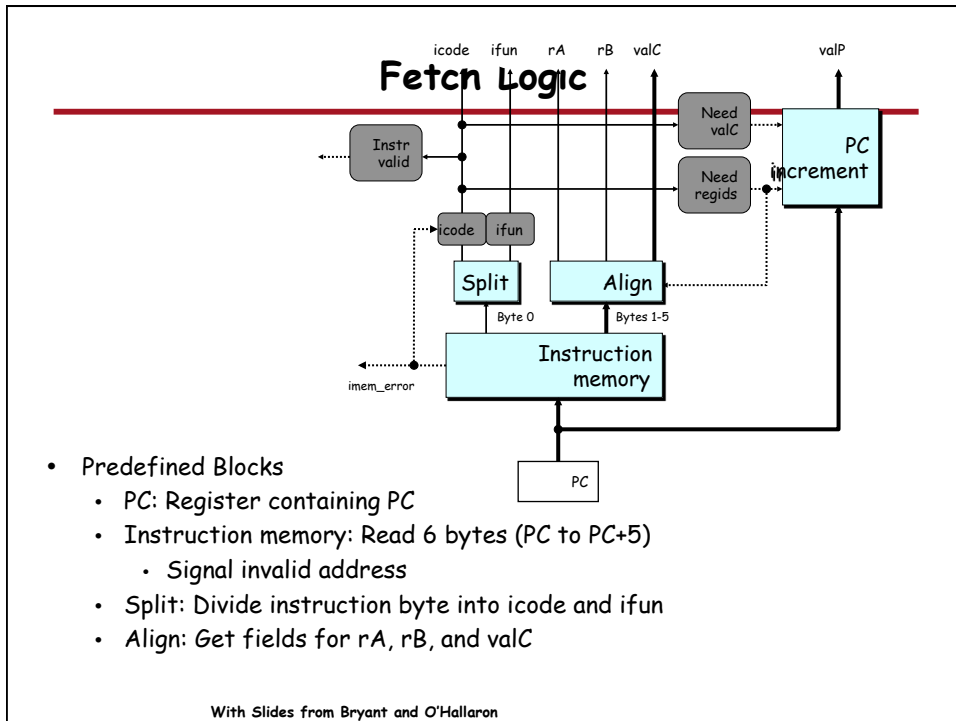 icode ifun rA rB valC valP
Fetch Logic
Need
valC
Instr
valid
PC
increment
Need
regids
icode ifun
Split
Align
Byte 0
Bytes 1-5
Instruction
memory
imem_error
PC
• Predefined Blocks
• PC: Register containing PC
• Instruction memory: Read 6 bytes (PC to PC+5)
• Signal invalid address
• Split: Divide instruction byte into icode and ifun
• Align: Get fields for rA, rB, and valC
With Slides from Bryant and O'Hallaron